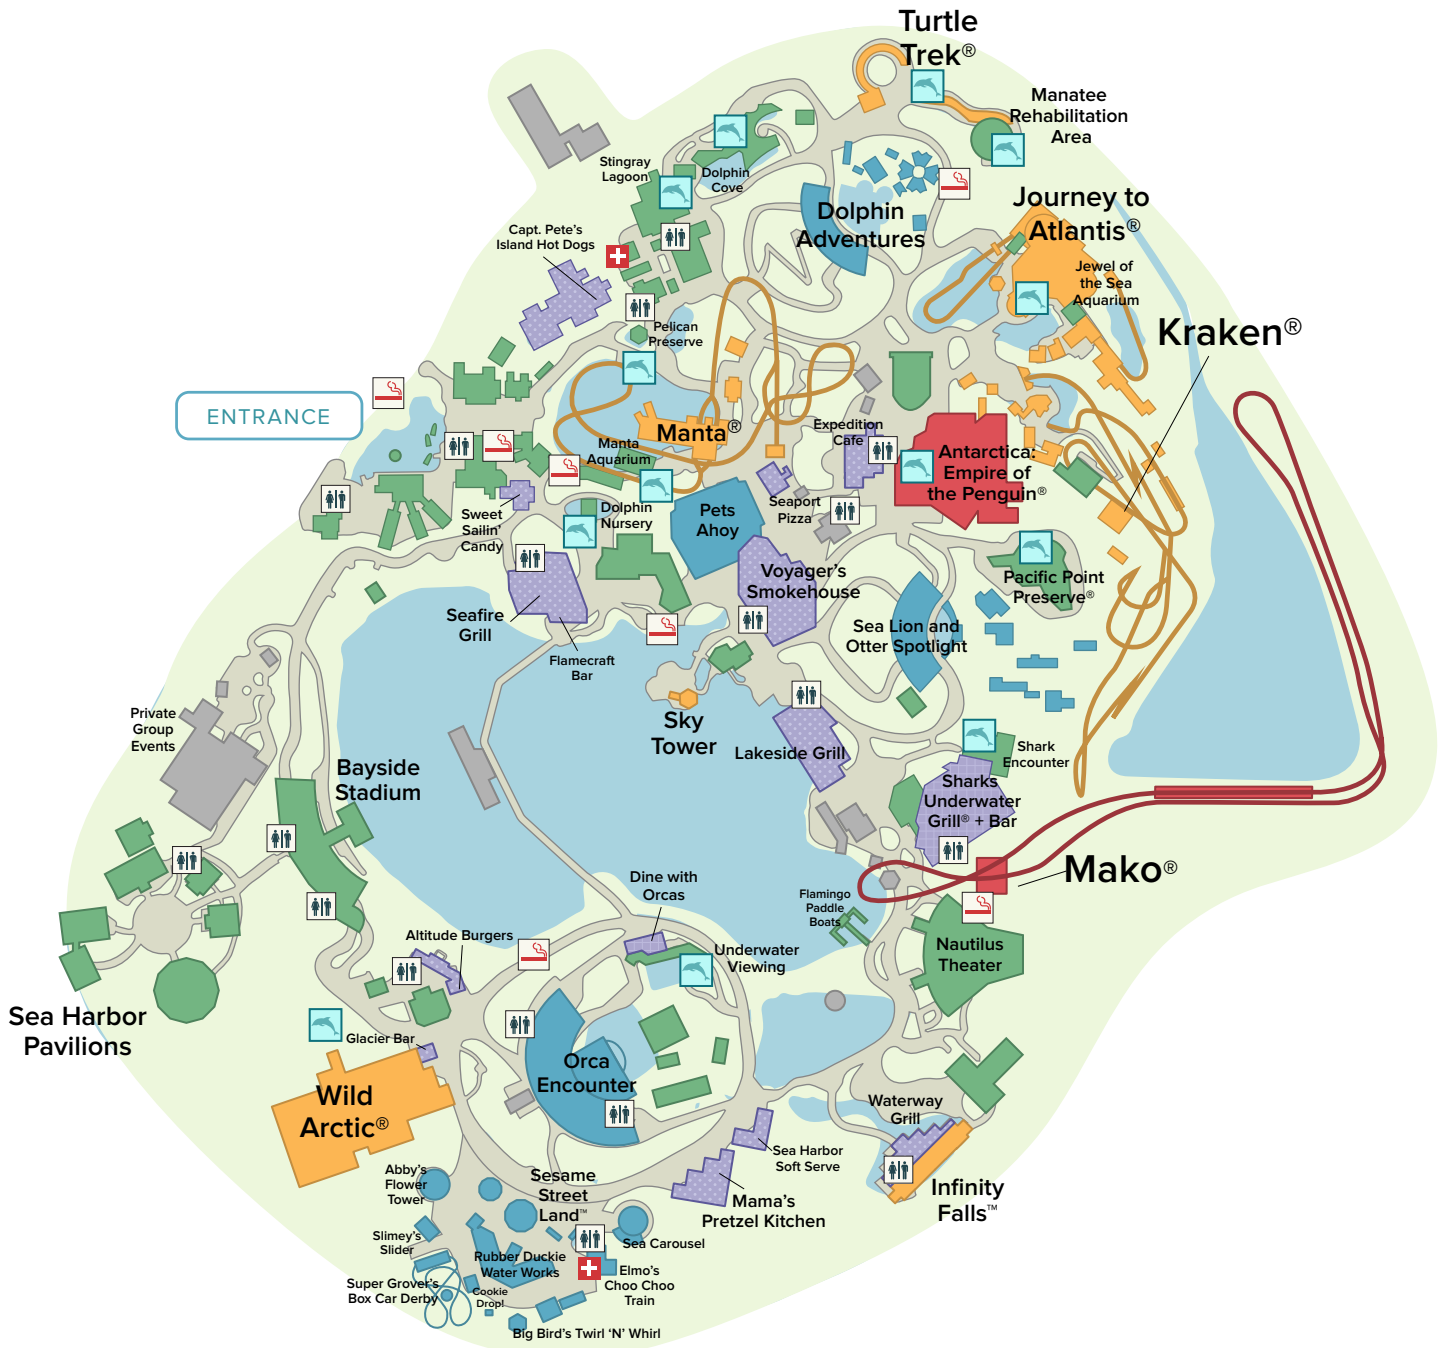 Turtle
Trek®
Manatee
Rehabilitation
Area
Stingray
Lagoon
Dolphin
Cove
Journey to
Atlantis®
Dolphin
Adventures
Capt. Pete's
Island Hot Dogs
Jewel of
the Sea
Aquarium
Kraken®
Pelican
Preserve
ENTRANCE
Manta®
Expedition
Cafe
Manta
Aquarium
Antarctica:
Empire of
the Penguin®
Seaport
Pizza
Sweet
Sailin'
Candy
Dolphin
Nursery
Pets
Ahoy
Voyager's
Smokehouse
Pacific Point
Preserve®
Seafire
Grill
Sea Lion and
Otter Spotlight
Flamecraft
Bar
Private
Group
Events
Sky
Tower
Lakeside Grill
Shark
Encounter
Bayside
Stadium
Sharks
Underwater
Grill® + Bar
Mako®
Dine with
Orcas
Flamingo
Paddle
Boats
Altitude Burgers
Underwater
Viewing
Nautilus
Theater
Sea Harbor
Pavilions
Glacier Bar
Orca
Encounter
Wild
Arctic®
Waterway
Grill
Sea Harbor
Soft Serve
Abby's
Flower
Tower
Sesame
Street
Land™
Mama's
Pretzel Kitchen
Infinity
Falls™
Slimey's
Slider
Sea Carousel
Rubber Duckie
Water Works
Elmo's
Choo Choo
Train
Super Grover's
Box Car Derby
Cookie
Drop!
Big Bird's Twirl 'N' Whirl